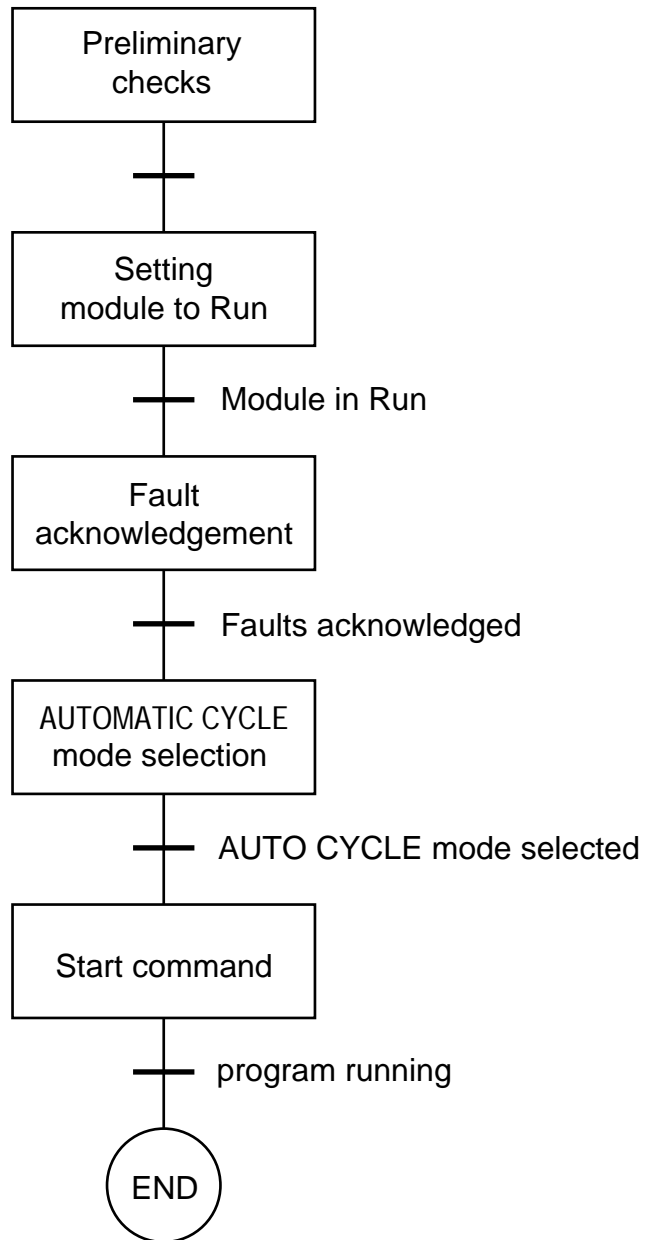 Preliminary
checks
Setting
module to Run
Module in Run
Fault
acknowledgement
Faults acknowledged
AUTOMATIC CYCLE
mode selection
AUTO CYCLE mode selected
Start command
program running
END